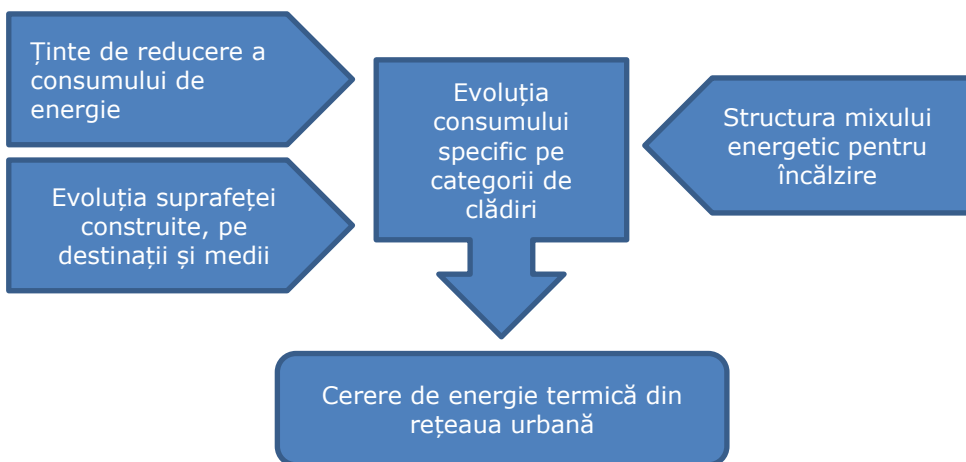 Ținte de reducere a
consumului de
energie
Evoluția suprafeței
construite, pe
destinații și medii
Evoluția
consumului
specific pe
categorii de
clădiri
Structura mixului
energetic pentru
încălzire
Cerere de energie termică din
rețeaua urbană